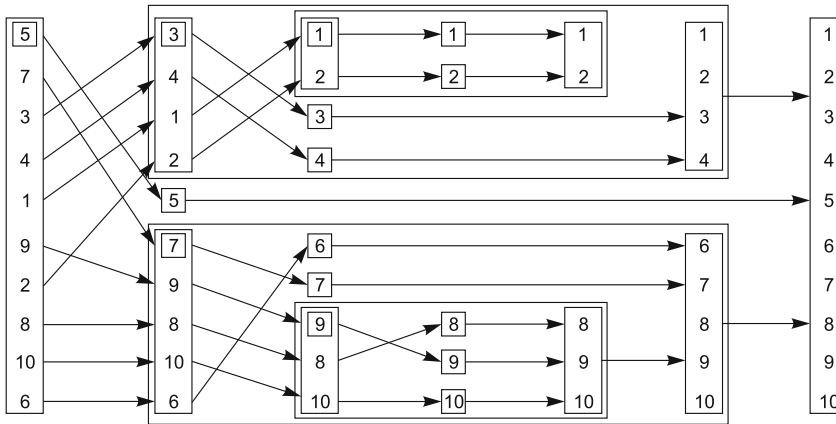 5 3 1 1 1 1 1
7 4 2 2 2 2 2
3 1 3 3 3
4 2 4 4 4
1 5 5
9 7 6 6 6
2 9 7 7 7
8 8 9 8 8 8 8
10 10 8 9 9 9 9
6 6 10 10 10 10 10